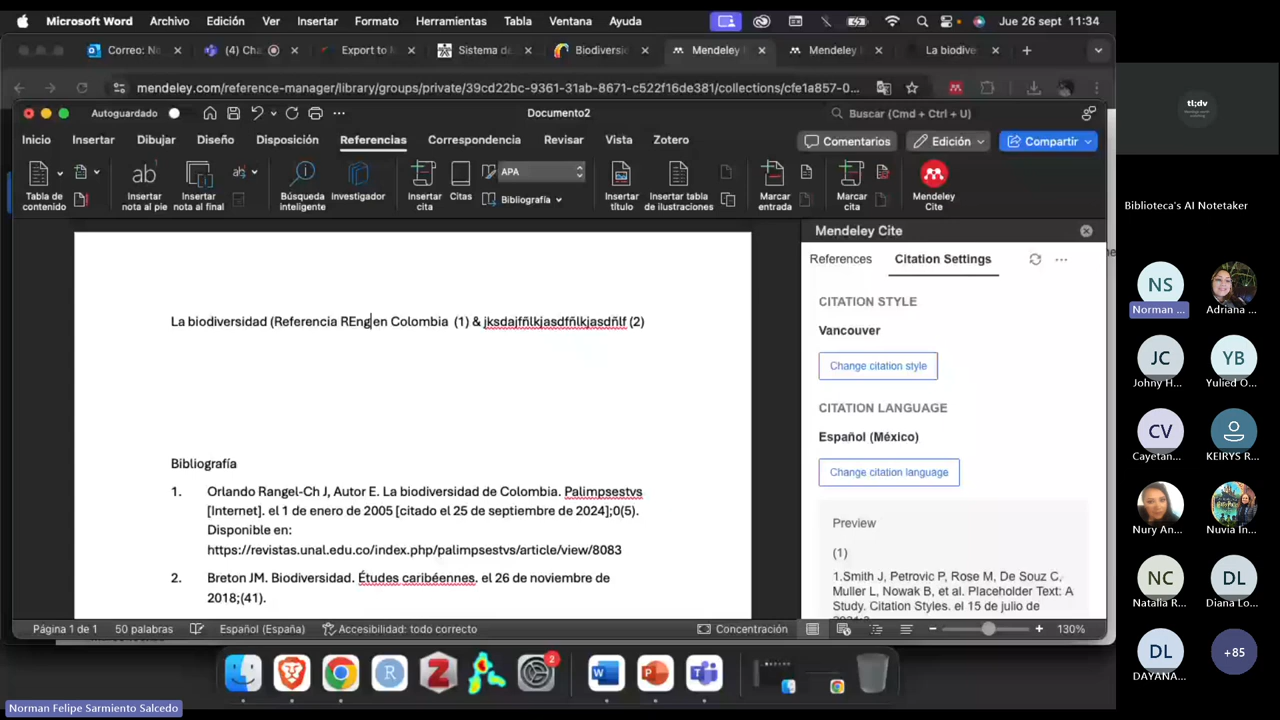 Microsoft Word Archivo Edición Ver Insertar Formato Herramientas Tabla Ventana Ayuda Jue 26 sept 11:34
Correo: No (4) Cha Export to M Sistema de Biodiversid Mendeley Mendeley La biodive
mendeley.com/reference-manager/library/groups/private/39cd22bc-9361-31ab-8671-c522f16de381/collections/cfe1a857-0...
Autoguardado Documento2 Buscar (Cmd + Ctrl + U)
Inicio Insertar Dibujar Diseño Disposición Referencias Correspondencia Revisar Vista Zotero Comentarios Edición Compartir
APA
Bibliografía
Tabla de contenido
Insertar nota al pie
Insertar nota al final
Búsqueda inteligente
Investigador
Insertar cita
Citas
Insertar título
Insertar tabla de ilustraciones
Marcar entrada
Marcar cita
Mendeley Cite
La biodiversidad (Referencia REng en Colombia (1) & jksdajfñlkjasdfñlkjasdñlf (2)
Bibliografía
1. Orlando Rangel-Ch J, Autor E. La biodiversidad de Colombia. Palimpsestvs
[Internet]. el 1 de enero de 2005 [citado el 25 de septiembre de 2024];0(5).
Disponible en:
https://revistas.unal.edu.co/index.php/palimpsestvs/article/view/8083
2. Breton JM. Biodiversidad. Études caribéennes. el 26 de noviembre de
2018;(41).
Mendeley Cite
References Citation Settings
CITATION STYLE
Vancouver
Change citation style
CITATION LANGUAGE
Español (México)
Change citation language
Preview
(1)
1.Smith J, Petrovic P, Rose M, De Souz C,
Muller L, Nowak B, et al. Placeholder Text: A
Study. Citation Styles. el 15 de julio de
Página 1 de 1 50 palabras Español (España) Accesibilidad: todo correcto Concentración 130%
2
Norman Felipe Sarmiento Salcedo
tl;dv
Biblioteca's AI Notetaker
NS
Norman ... Adriana ...
JC YB
Johny H... Yulied O...
CV
Cayetan... KEIRYS R...
Nury An... Nuvia In...
NC DL
Natalia R... Diana Lo...
DL +85
DAYANA...